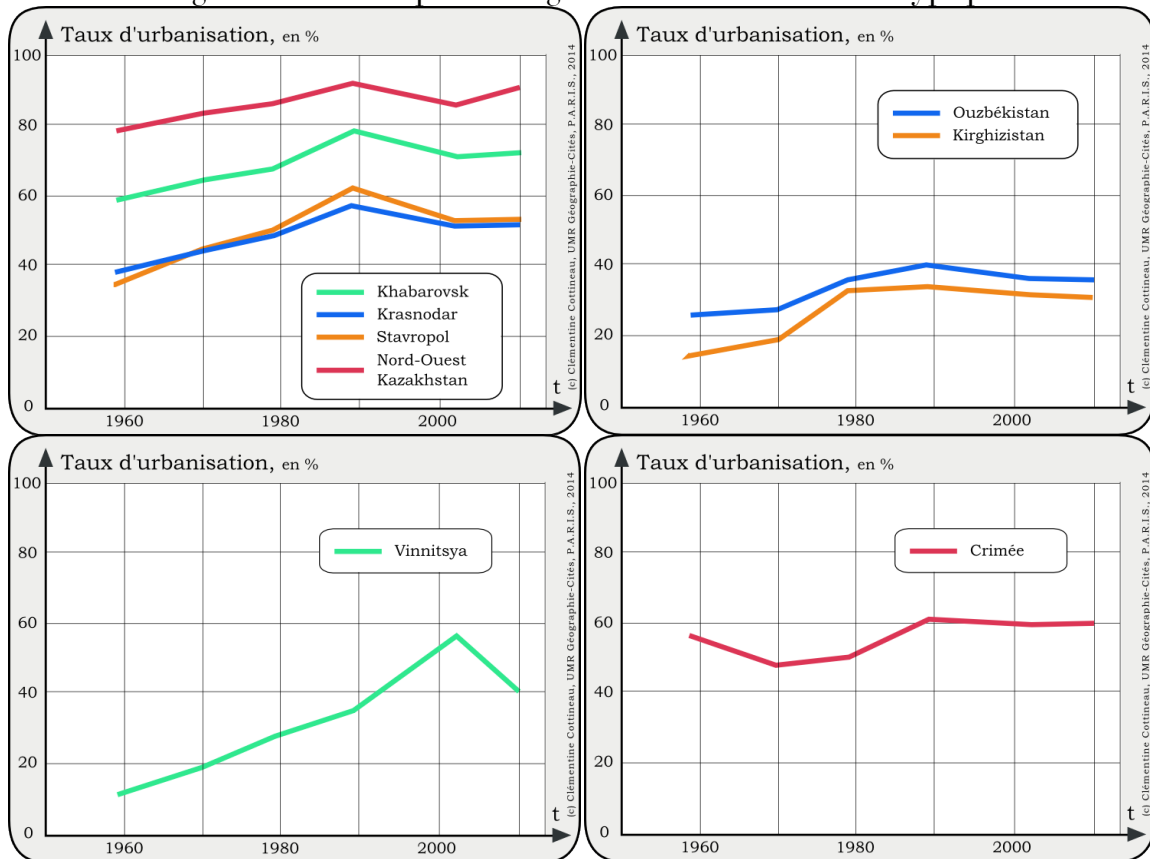 Taux d'urbanisation, en %
100
80
60
40
20
0
1960
1980
2000
t
Khabarovsk
Krasnodar
Stavropol
Nord-Ouest
Kazakhstan
(c) Clémentine Cottineau, UMR Géographie-Cités, P.A.R.I.S., 2014
Taux d'urbanisation, en %
100
80
60
40
20
0
1960
1980
2000
t
Ouzbékistan
Kirghizistan
(c) Clémentine Cottineau, UMR Géographie-Cités, P.A.R.I.S., 2014
Taux d'urbanisation, en %
100
80
60
40
20
0
1960
1980
2000
t
Vinnitsya
(c) Clémentine Cottineau, UMR Géographie-Cités, P.A.R.I.S., 2014
Taux d'urbanisation, en %
100
80
60
40
20
0
1960
1980
2000
t
Crimée
(c) Clémentine Cottineau, UMR Géographie-Cités, P.A.R.I.S., 2014